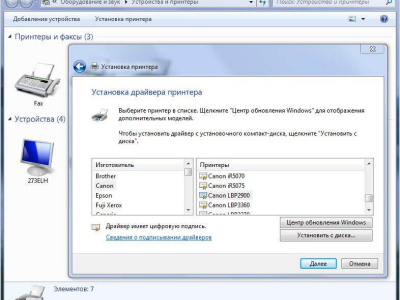 Оборудование и звук ▸ Устройства и принтеры
Поиск: Устройства и принтеры
Добавление устройства Установка принтера
Принтеры и факсы (3)
Fax
Устройства (4)
273ELH
Установка принтера
Установка драйвера принтера
Выберите принтер в списке. Щелкните "Центр обновления Windows" для отображения
дополнительных моделей.
Чтобы установить драйвер с установочного компакт-диска, щелкните "Установить с
диска".
Изготовитель
Brother
Canon
Epson
Fuji Xerox
Generic
Принтеры
Canon iR5070
Canon iR5075
Canon LBP2900
Canon LBP3360
Драйвер имеет цифровую подпись.
Сведения о подписывании драйверов
Центр обновления Windows
Установить с диска...
Далее Отмена
Элементов: 7